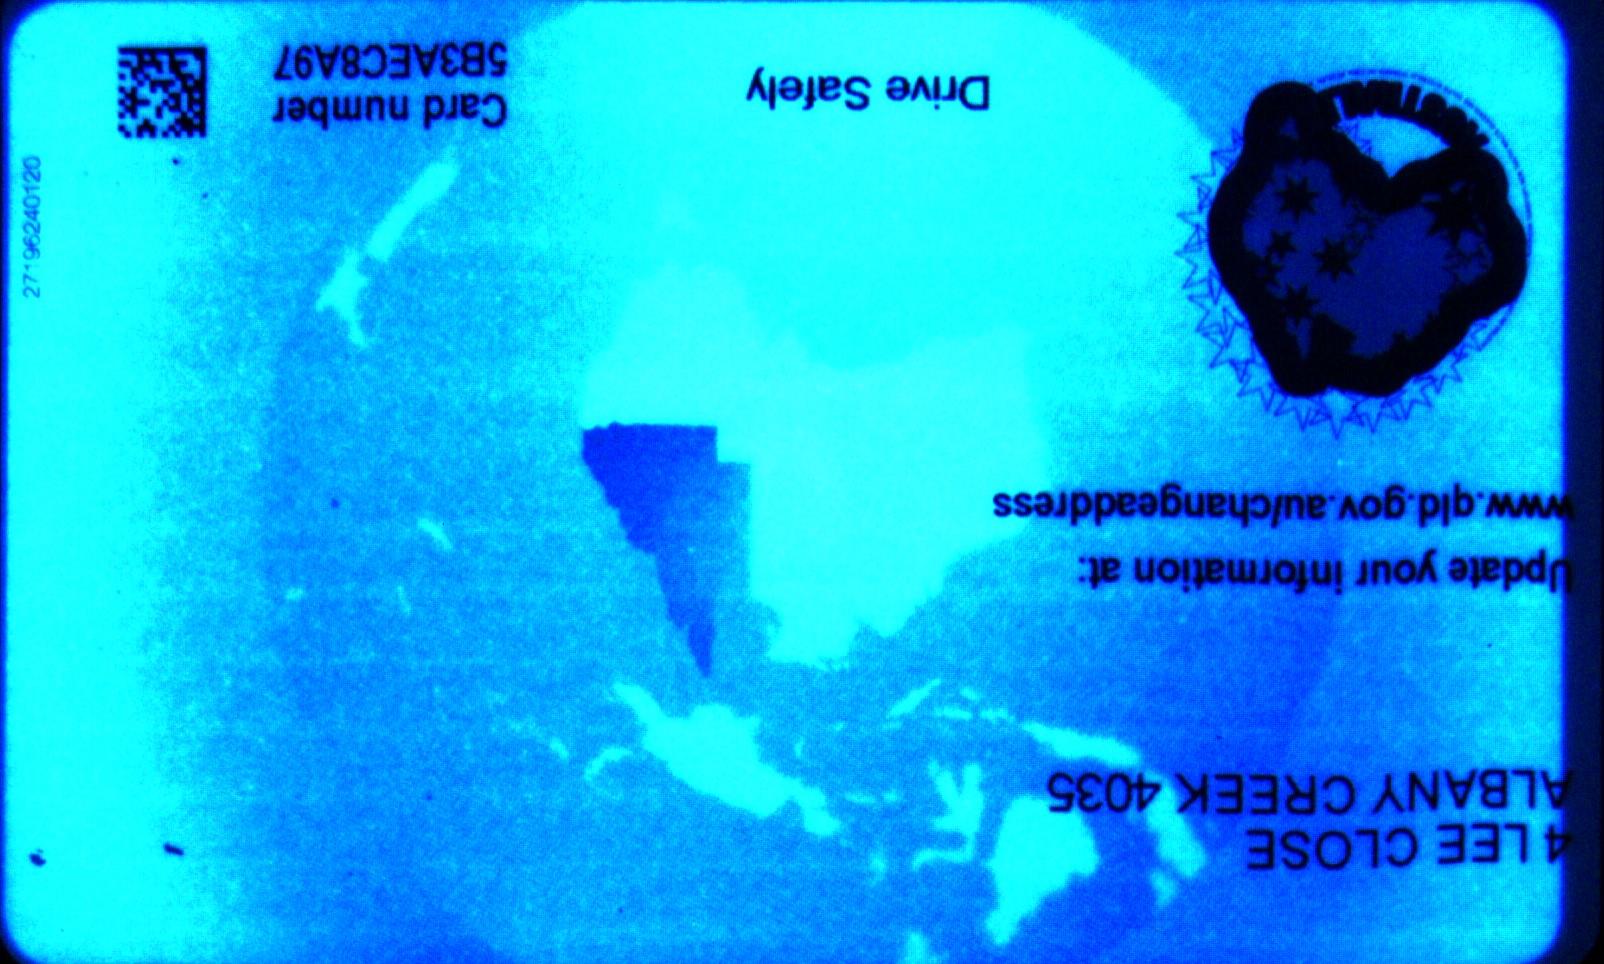 4 LEE CLOSE
ALBANY CREEK 4035
Update your information at:
www.qld.gov.au/changeaddress
Drive Safely
Card number
5B3AEC8A97
27196240120